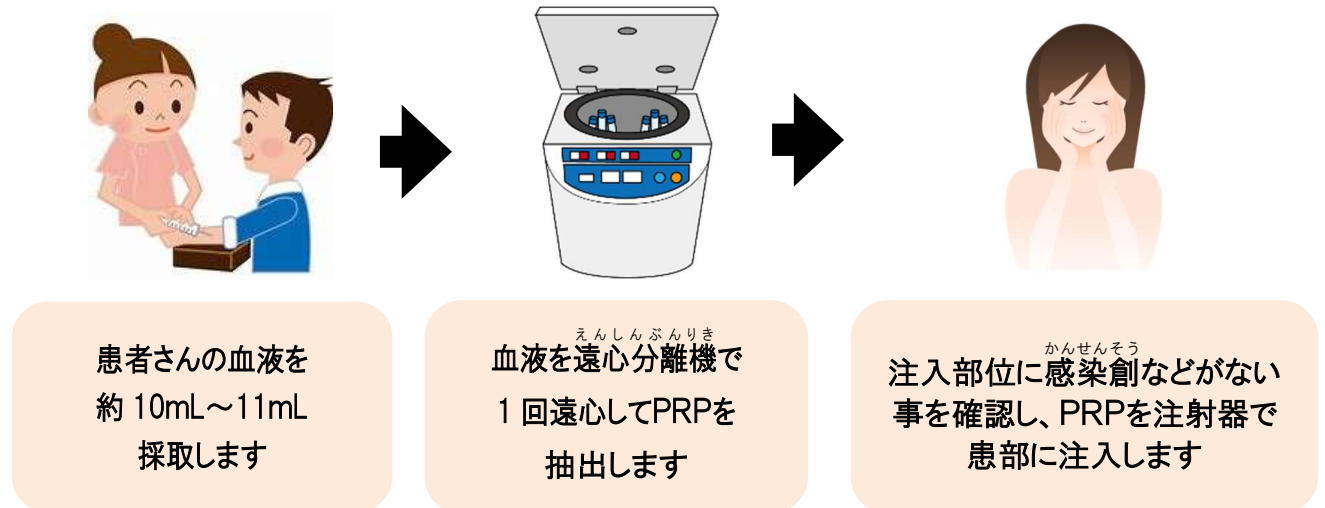 患者さんの血液を
約 10mL～11mL
採取します
えんしんぶんりき
血液を遠心分離機で
1 回遠心してPRPを
抽出します
かんせんそう
注入部位に感染創などがない
事を確認し、PRPを注射器で
患部に注入します